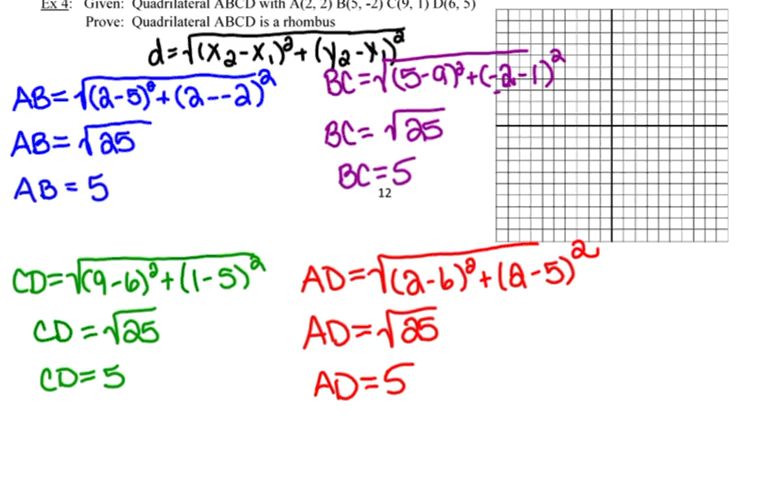 Ex 4: Given: Quadrilateral ABCD with A(2, 2) B(5, -2) C(9, 1) D(6, 5)
Prove: Quadrilateral ABCD is a rhombus
d=√(x₂-x₁)²+(y₂-y₁)²
AB=√(2-5)²+(2--2)²
AB=√25
AB=5
BC=√(5-9)²+(-2-1)²
BC=√25
BC=5
12
CD=√(9-6)²+(1-5)²
CD=√25
CD=5
AD=√(2-6)²+(2-5)²
AD=√25
AD=5